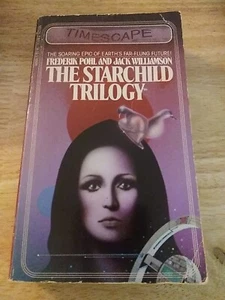 TIMESCAPE
THE SOARING EPIC OF EARTH'S FAR-FLUNG FUTURE!
FREDERIK POHL AND JACK WILLIAMSON
THE STARCHILD
TRILOGY